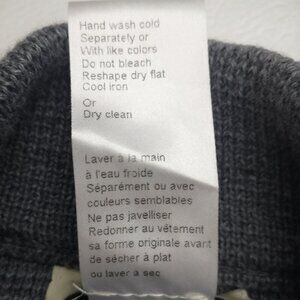 Hand wash cold
Separately or
With like colors
Do not bleach
Reshape dry flat
Cool iron
Or
Dry clean
Laver à la main
à l'eau froide
Séparément ou avec
couleurs semblables
Ne pas javelliser
Redonner au vêtement
sa forme originale avant
de sécher à plat
ou laver à sec